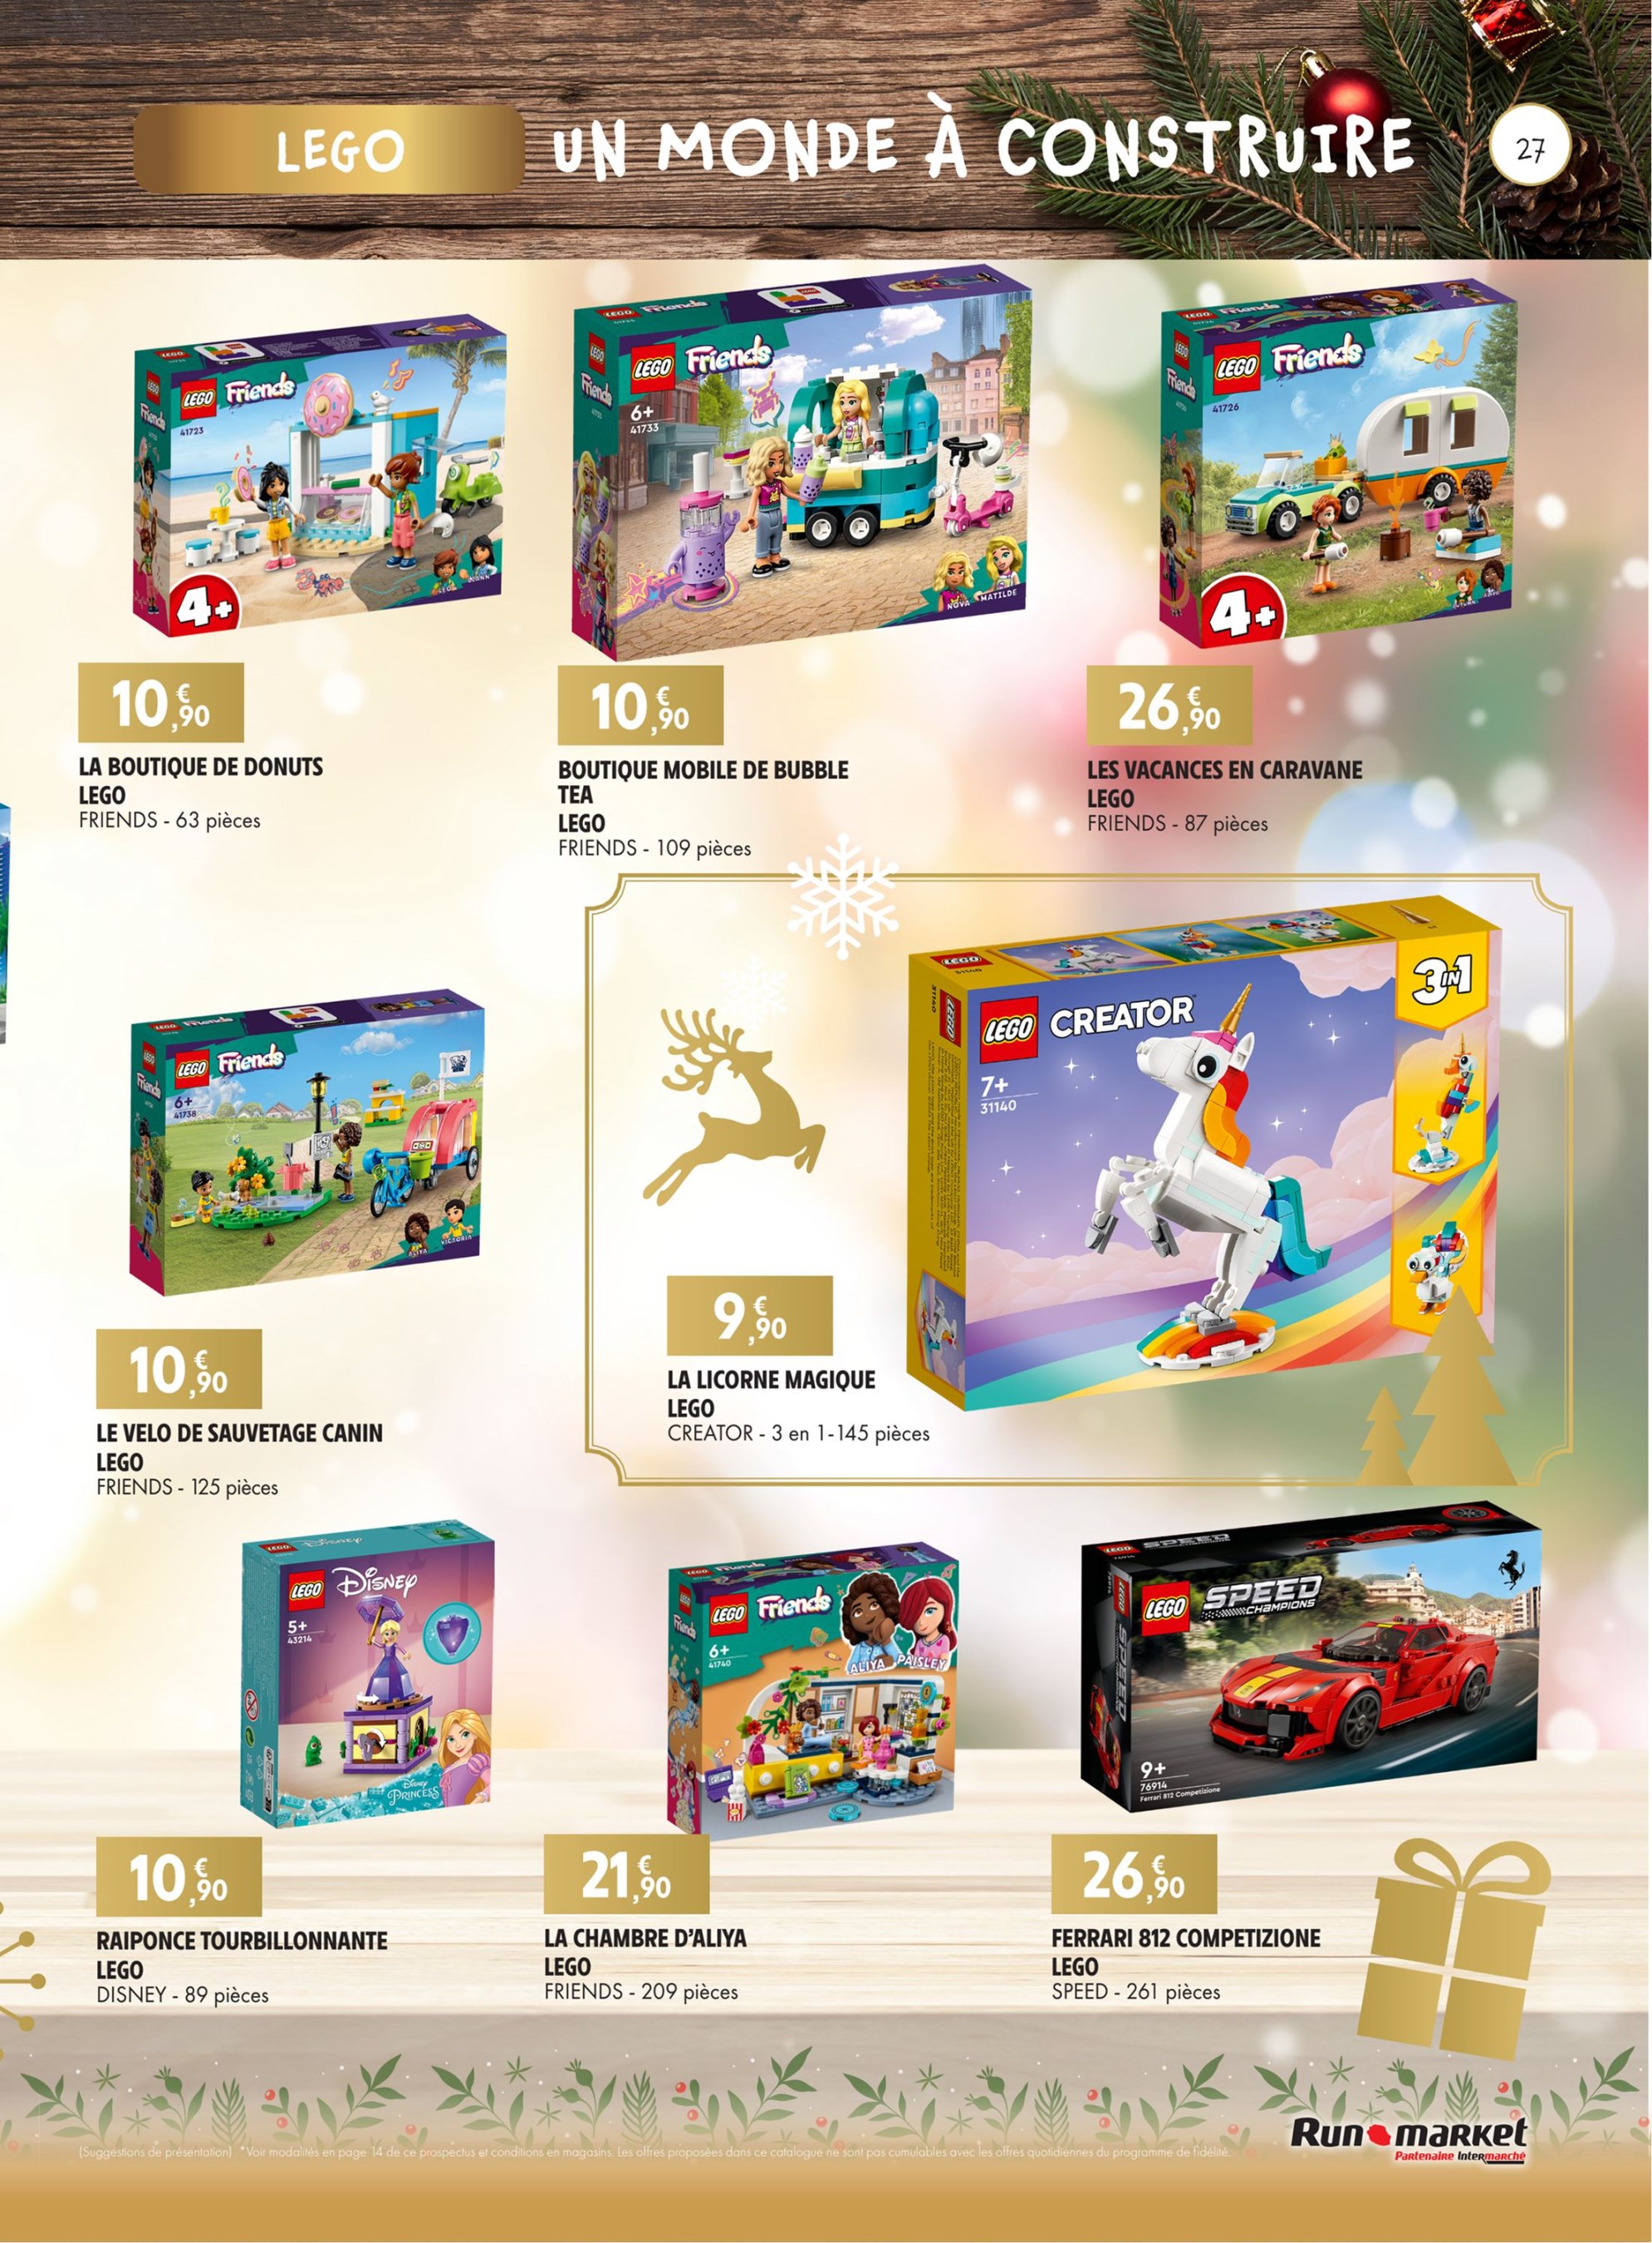 LEGO
UN MONDE À CONSTRUIRE
27
LEGO Friends
41723
4+
LEGO Friends
6+
41733
NOVA MATILDE
LEGO Friends
41726
4+
10,€90
LA BOUTIQUE DE DONUTS
LEGO
FRIENDS - 63 pièces
10,€90
BOUTIQUE MOBILE DE BUBBLE
TEA
LEGO
FRIENDS - 109 pièces
26,€90
LES VACANCES EN CARAVANE
LEGO
FRIENDS - 87 pièces
LEGO Friends
6+
41738
ALIYA VICTORIA
10,€90
LE VELO DE SAUVETAGE CANIN
LEGO
FRIENDS - 125 pièces
LEGO CREATOR
3IN1
7+
31140
9,€90
LA LICORNE MAGIQUE
LEGO
CREATOR - 3 en 1-145 pièces
LEGO DISNEY
5+
43214
DISNEY
PRINCESS
LEGO Friends
6+
41740
ALIYA PAISLEY
LEGO SPEED
CHAMPIONS
9+
76914
Ferrari 812 Competizione
10,€90
RAIPONCE TOURBILLONNANTE
LEGO
DISNEY - 89 pièces
21,€90
LA CHAMBRE D'ALIYA
LEGO
FRIENDS - 209 pièces
26,€90
FERRARI 812 COMPETIZIONE
LEGO
SPEED - 261 pièces
(Suggestions de présentation) *Voir modalités en page 14 de ce prospectus et conditions en magasins. Les offres proposées dans ce catalogue ne sont pas cumulables avec les offres quotidiennes du programme de fidélité.
Run market
Partenaire Intermarché